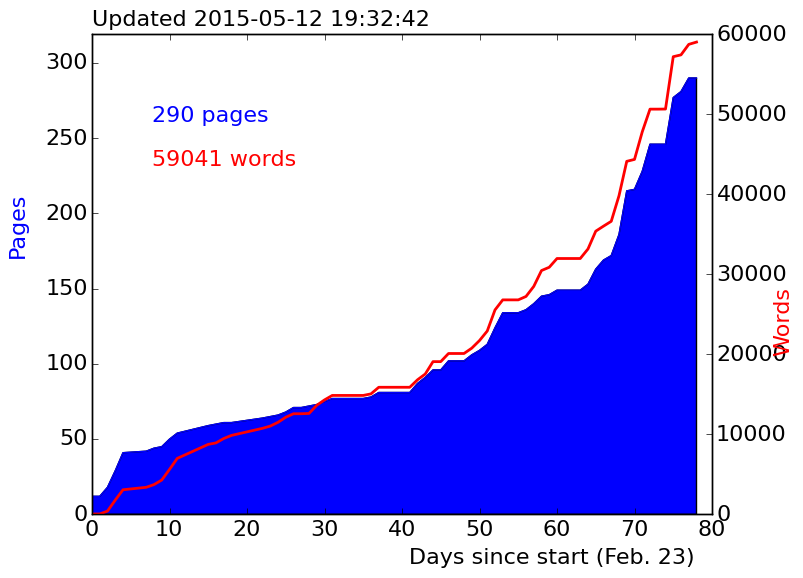 Updated 2015-05-12 19:32:42
290 pages
59041 words
Pages
Words
300
250
200
150
100
50
0
60000
50000
40000
30000
20000
10000
0
0 10 20 30 40 50 60 70 80
Days since start (Feb. 23)